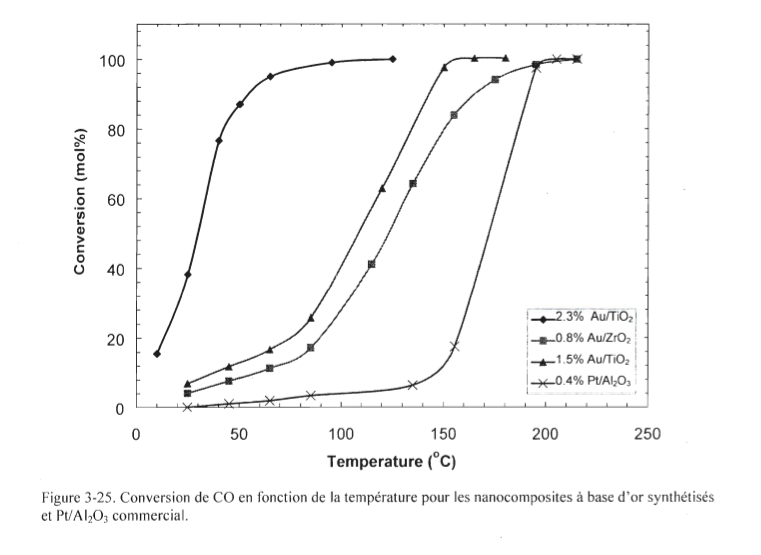 100
80
60
40
20
0
Conversion (mol%)
2.3% Au/TiO₂
0.8% Au/ZrO₂
1.5% Au/TiO₂
0.4% Pt/Al₂O₃
0 50 100 150 200 250
Temperature (°C)
Figure 3-25. Conversion de CO en fonction de la température pour les nanocomposites à base d'or synthétisés
et Pt/Al₂O₃ commercial.